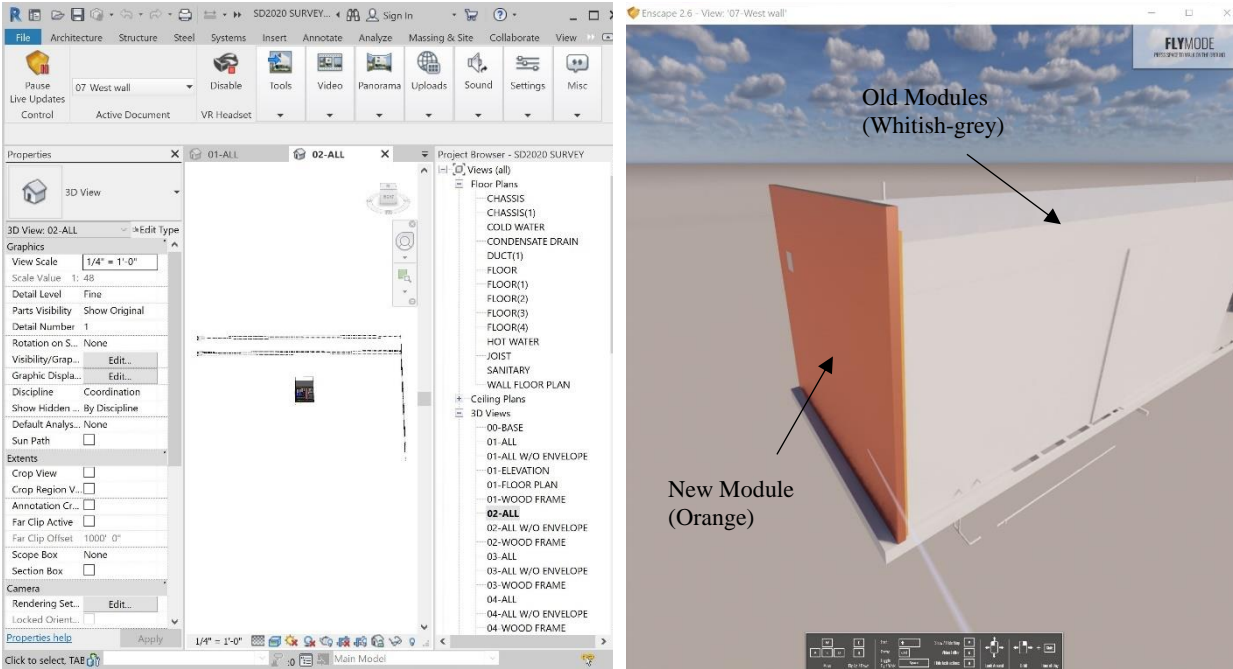 SD2020 SURVEY...
Sign In
File Architecture Structure Steel Systems Insert Annotate Analyze Massing & Site Collaborate View
Pause
Live Updates
07 West wall
Disable
Tools
Video
Panorama
Uploads
Sound
Settings
Misc
Control
Active Document
VR Headset
Properties
3D View
3D View: 02-ALL
Edit Type
Graphics
View Scale 1/4" = 1'-0"
Scale Value 1: 48
Detail Level Fine
Parts Visibility Show Original
Detail Number 1
Rotation on S... None
Visibility/Grap... Edit...
Graphic Displa... Edit...
Discipline Coordination
Show Hidden ... By Discipline
Default Analys... None
Sun Path
Extents
Crop View
Crop Region V...
Annotation Cr...
Far Clip Active
Far Clip Offset 1000' 0"
Scope Box None
Section Box
Camera
Rendering Set... Edit...
Locked Orient...
Properties help
Apply
01-ALL
02-ALL
1/4" = 1'-0"
Click to select, TAB
:0
Main Model
Project Browser - SD2020 SURVEY
Views (all)
Floor Plans
CHASSIS
CHASSIS(1)
COLD WATER
CONDENSATE DRAIN
DUCT(1)
FLOOR
FLOOR(1)
FLOOR(2)
FLOOR(3)
FLOOR(4)
HOT WATER
JOIST
SANITARY
WALL FLOOR PLAN
Ceiling Plans
3D Views
00-BASE
01-ALL
01-ALL W/O ENVELOPE
01-ELEVATION
01-FLOOR PLAN
01-WOOD FRAME
02-ALL
02-ALL W/O ENVELOPE
02-WOOD FRAME
03-ALL
03-ALL W/O ENVELOPE
03-WOOD FRAME
04-ALL
04-ALL W/O ENVELOPE
04-WOOD FRAME
Enscape 2.6 - View: '07-West wall'
FLYMODE
Old Modules
(Whitish-grey)
New Module
(Orange)